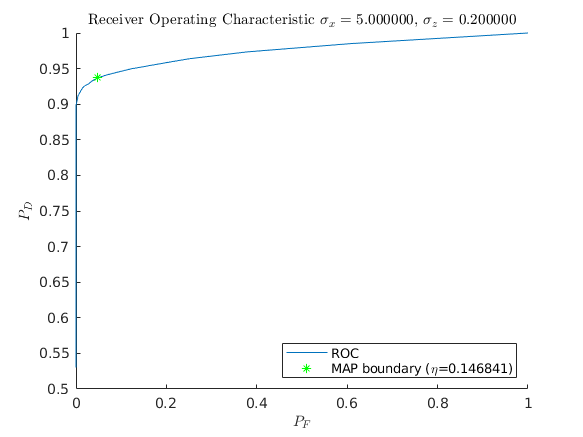 Receiver Operating Characteristic σx = 5.000000, σz = 0.200000
1
0.95
0.9
0.85
0.8
0.75
0.7
0.65
0.6
0.55
0.5
PD
0 0.2 0.4 0.6 0.8 1
PF
ROC
MAP boundary (η=0.146841)